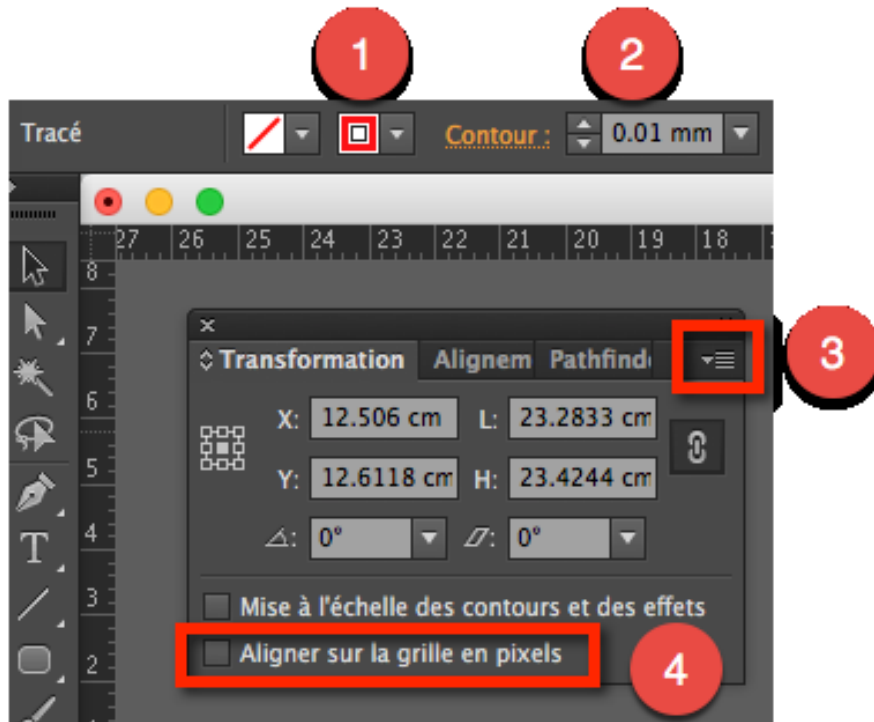 1 2
Tracé Contour : 0.01 mm
27 26 25 24 23 22 21 20 19 18
8
7
6
5
4
3
2
Transformation Alignem Pathfind
3
X: 12.506 cm L: 23.2833 cm
Y: 12.6118 cm H: 23.4244 cm
0° 0°
Mise à l'échelle des contours et des effets
Aligner sur la grille en pixels
4
T